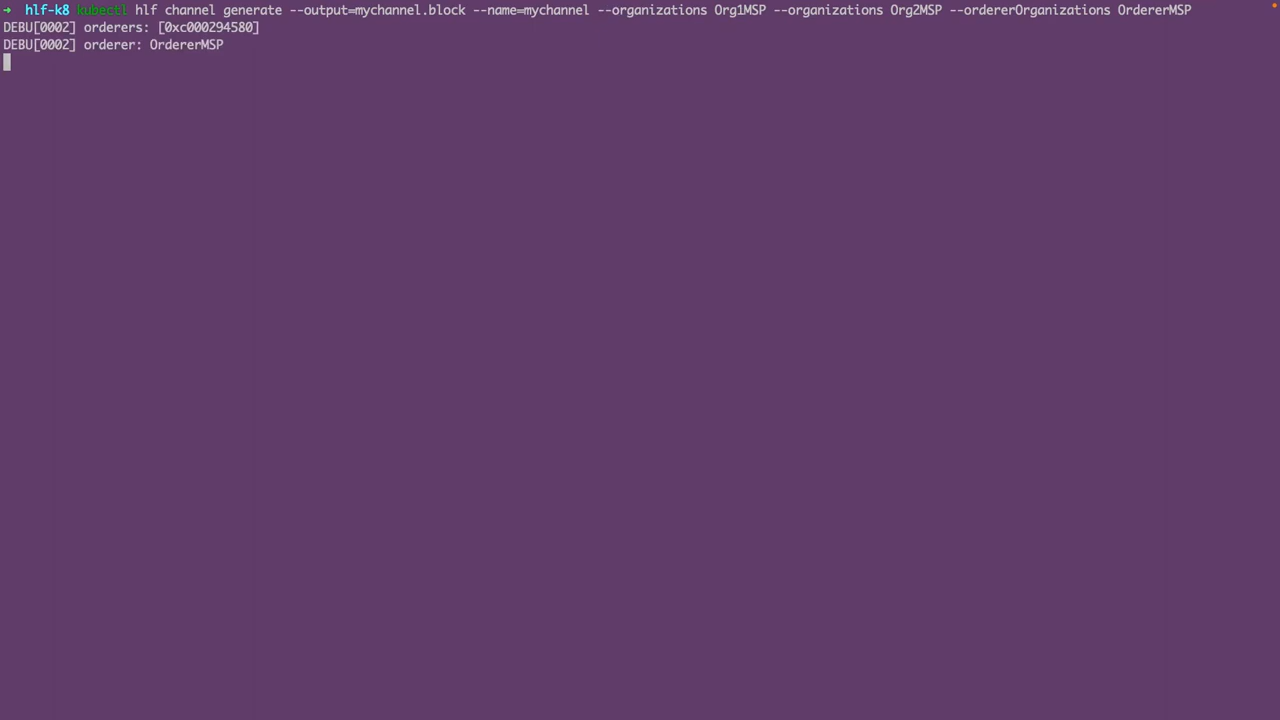 ➜  hlf-k8 kubectl hlf channel generate --output=mychannel.block --name=mychannel --organizations Org1MSP --organizations Org2MSP --ordererOrganizations OrdererMSP
DEBU[0002] orderers: [0xc000294580]
DEBU[0002] orderer: OrdererMSP